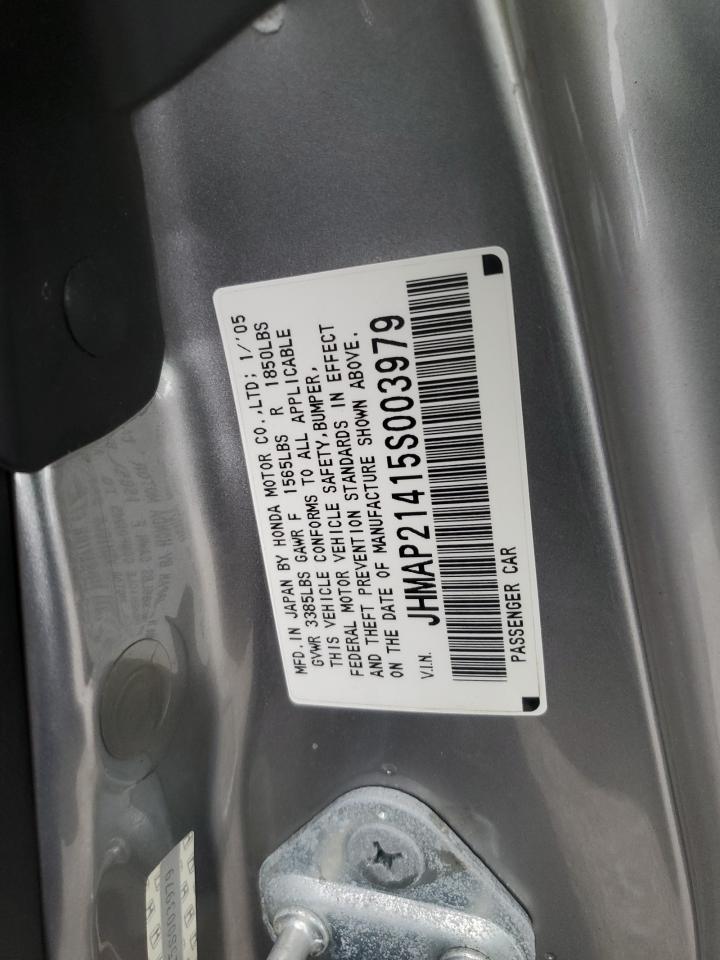 MFD. IN JAPAN BY HONDA MOTOR CO.,LTD; 1/'05
GVWR 3385LBS GAWR F 1565LBS R 1850LBS
THIS VEHICLE CONFORMS TO ALL APPLICABLE
FEDERAL MOTOR VEHICLE SAFETY,BUMPER,
AND THEFT PREVENTION STANDARDS IN EFFECT
ON THE DATE OF MANUFACTURE SHOWN ABOVE.
V.I.N. JHMAP21415S003979
PASSENGER CAR
5S003979